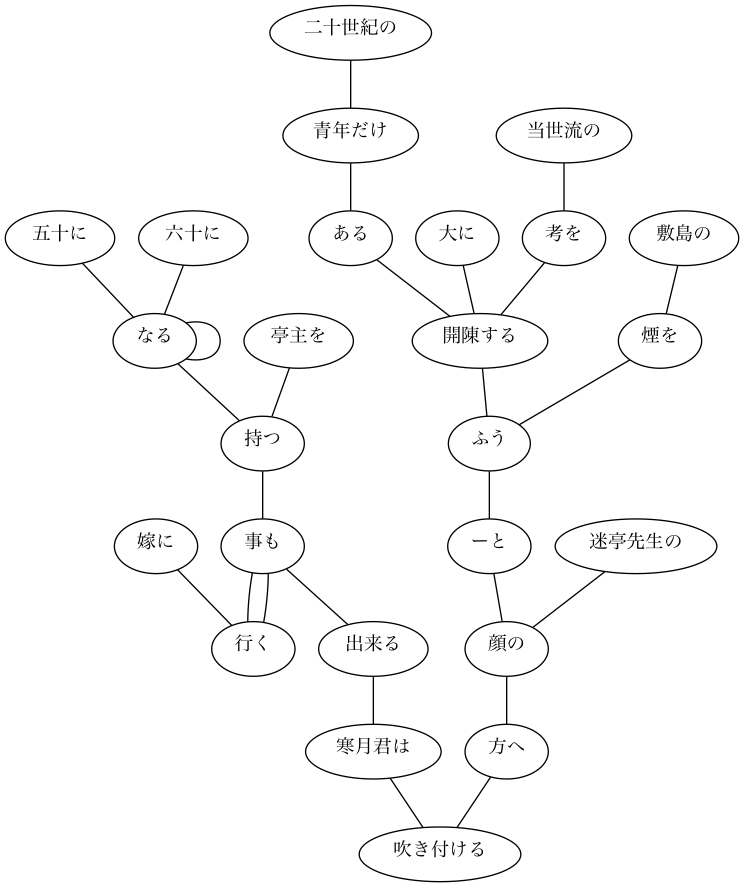 二十世紀の
青年だけ
当世流の
五十に
六十に
ある
大に
考を
敷島の
なる
亭主を
開陳する
煙を
持つ
ふう
嫁に
事も
ーと
迷亭先生の
行く
出来る
顔の
寒月君は
方へ
吹き付ける